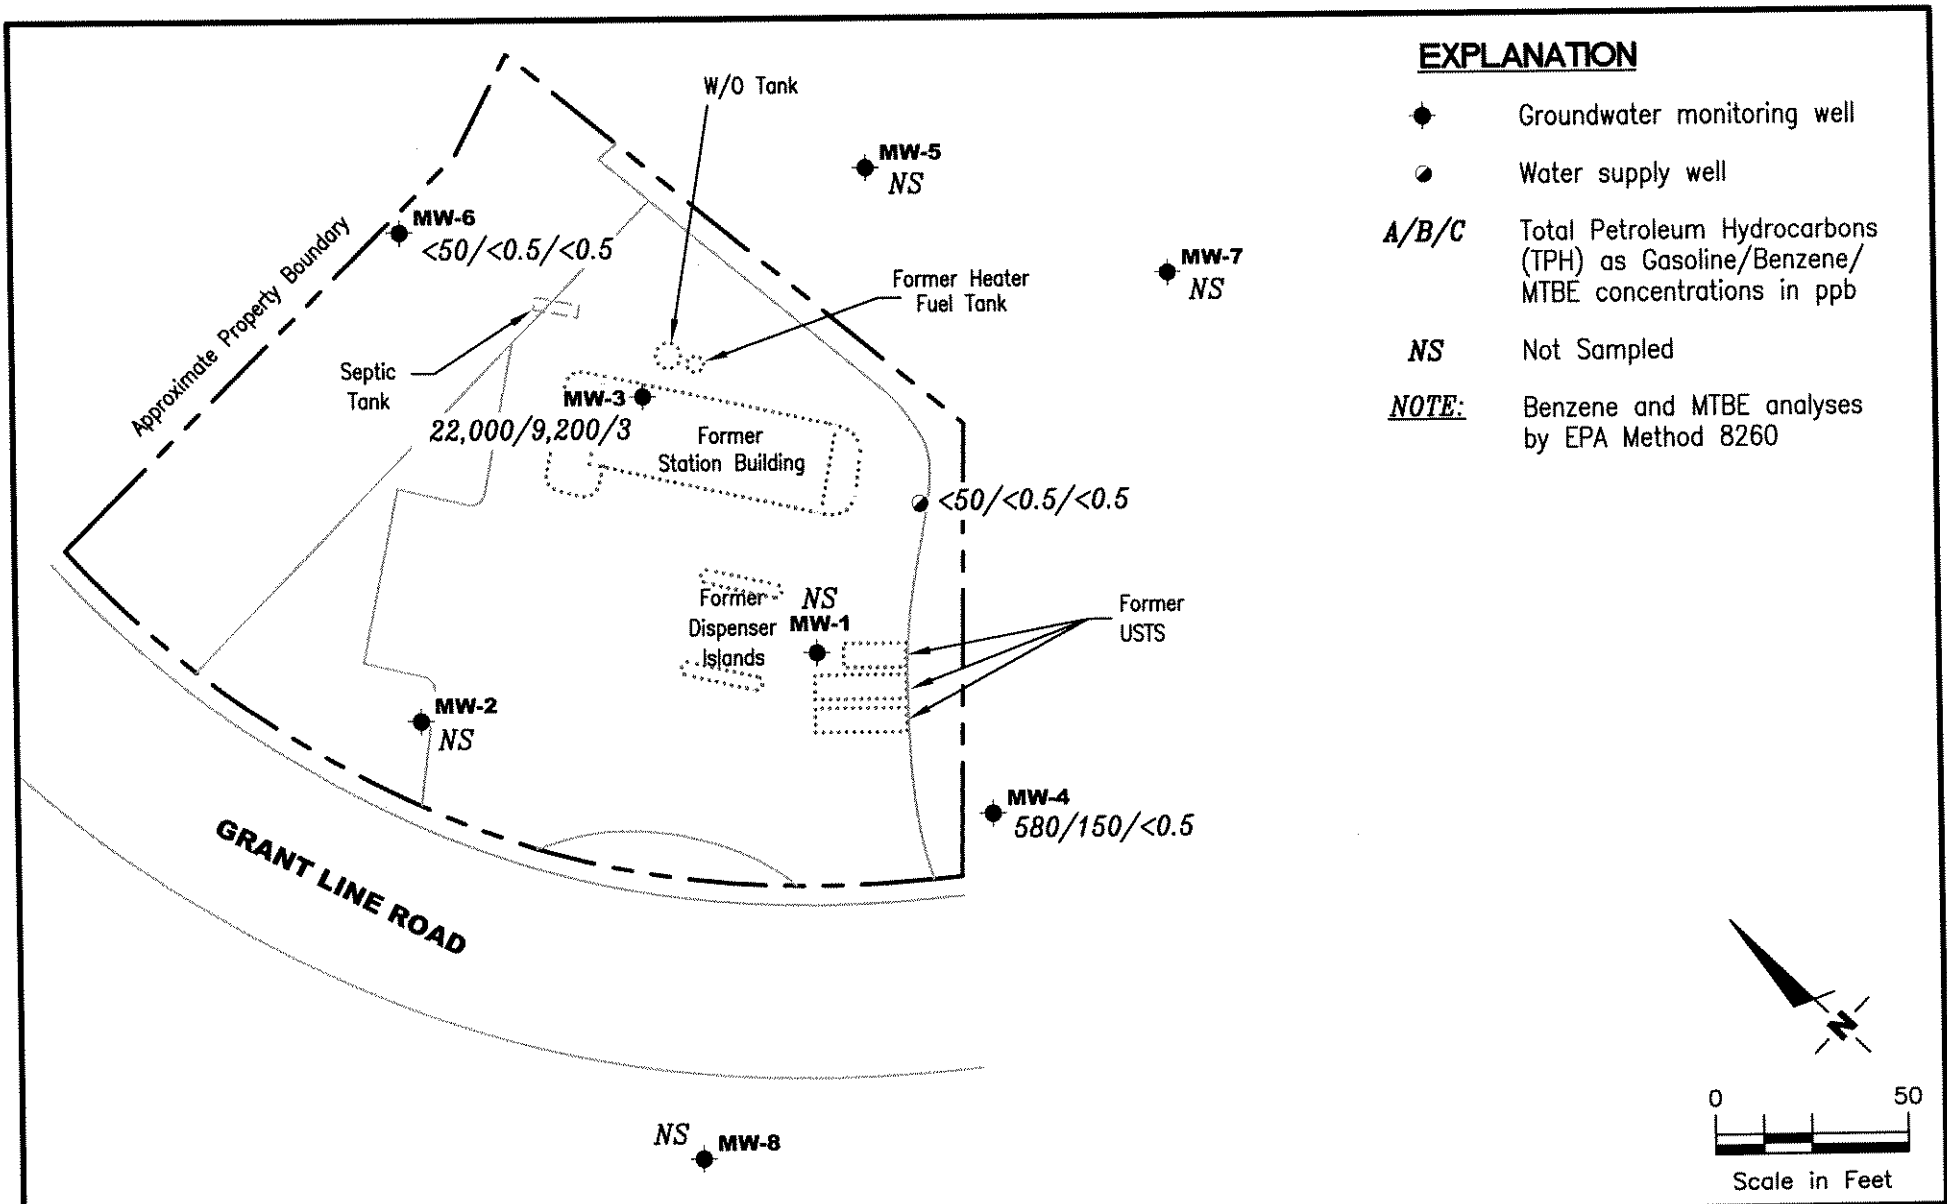 W/O Tank
MW-5
NS
MW-6
<50/<0.5/<0.5
Approximate Property Boundary
MW-7
NS
Former Heater
Fuel Tank
Septic
Tank
MW-3
22,000/9,200/3
Former
Station Building
<50/<0.5/<0.5
Former
Dispenser
Islands
NS
MW-1
Former
USTS
MW-2
NS
MW-4
580/150/<0.5
GRANT LINE ROAD
NS
MW-8
EXPLANATION
Groundwater monitoring well
Water supply well
A/B/C
Total Petroleum Hydrocarbons
(TPH) as Gasoline/Benzene/
MTBE concentrations in ppb
NS
Not Sampled
NOTE:
Benzene and MTBE analyses
by EPA Method 8260
N
0
50
Scale in Feet